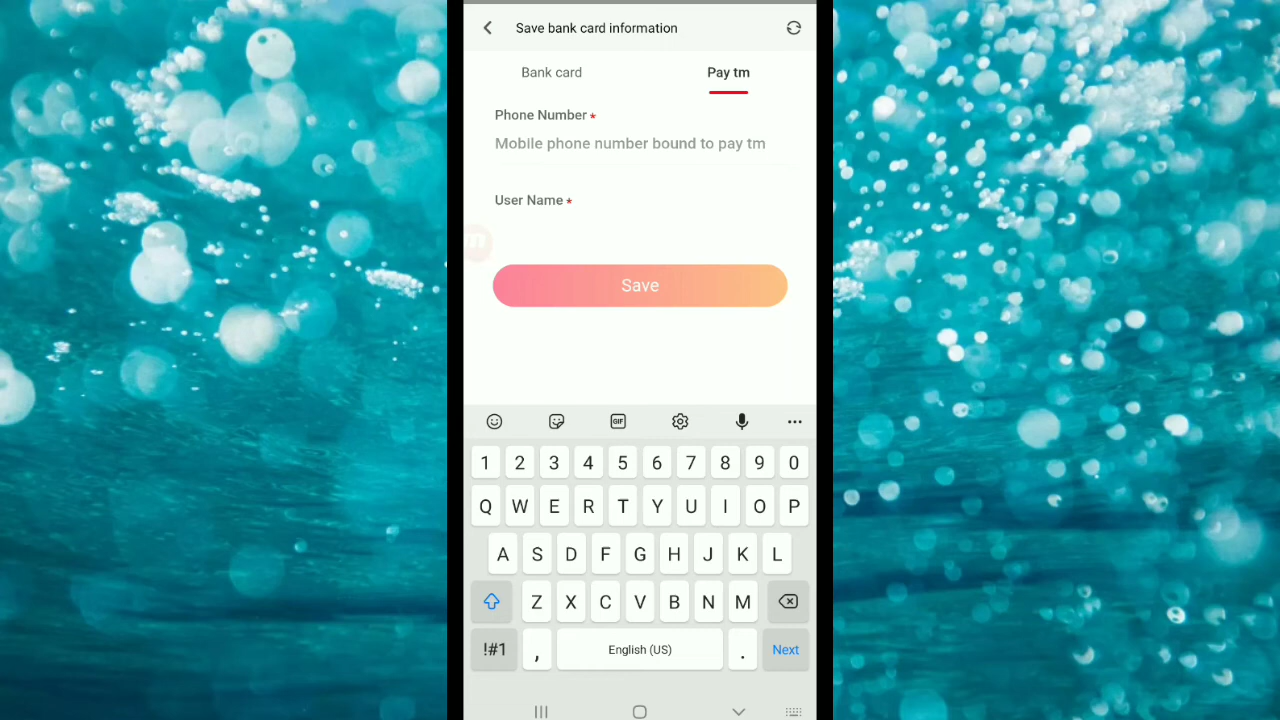 Save bank card information
Bank card
Pay tm
Phone Number *
Mobile phone number bound to pay tm
User Name *
m
Save
GIF
1 2 3 4 5 6 7 8 9 0
Q W E R T Y U I O P
A S D F G H J K L
Z X C V B N M
!#1 , English (US) . Next